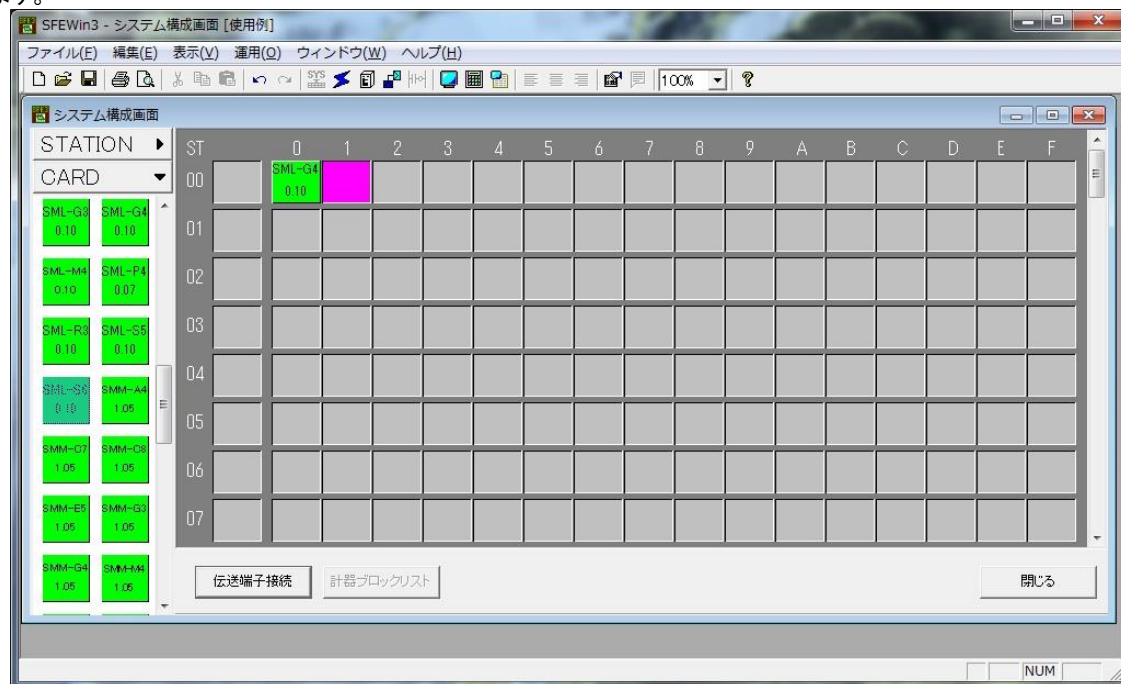 ます。
SFEWin3 - システム構成画面 [使用例]
ファイル(F) 編集(E) 表示(V) 運用(O) ウィンドウ(W) ヘルプ(H)
SYS 100%
システム構成画面
STATION
CARD
ST 0 1 2 3 4 5 6 7 8 9 A B C D E F
00 SML-G4
0.10
01
02
03
04
05
06
07
SML-G3 SML-G4
0.10 0.10
SML-M4 SML-P4
0.10 0.07
SML-R3 SML-S5
0.10 0.10
SML-S6 SMM-A4
0.10 1.05
SMM-C7 SMM-C8
1.05 1.05
SMM-E5 SMM-G3
1.05 1.05
SMM-G4 SMM-M4
1.05 1.05
伝送端子接続 計器ブロックリスト 閉じる
NUM